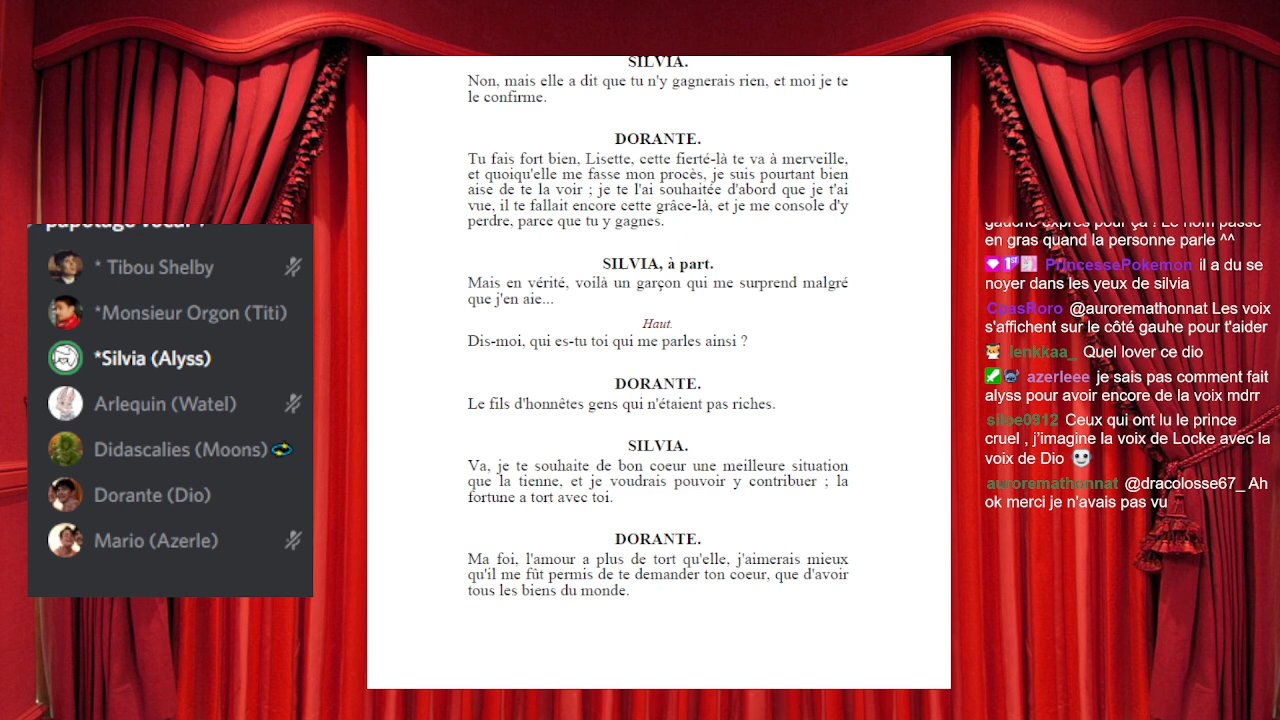 papotage vocal
* Tibou Shelby
*Monsieur Orgon (Titi)
*Silvia (Alyss)
Arlequin (Watel)
Didascalies (Moons)
Dorante (Dio)
Mario (Azerle)
SILVIA.
Non, mais elle a dit que tu n'y gagnerais rien, et moi je te
le confirme.
DORANTE.
Tu fais fort bien, Lisette, cette fierté-là te va à merveille,
et quoiqu'elle me fasse mon procès, je suis pourtant bien
aise de te la voir ; je te l'ai souhaitée d'abord que je t'ai
vue, il te fallait encore cette grâce-là, et je me console d'y
perdre, parce que tu y gagnes.
SILVIA, à part.
Mais en vérité, voilà un garçon qui me surprend malgré
que j'en aie...
Haut.
Dis-moi, qui es-tu toi qui me parles ainsi ?
DORANTE.
Le fils d'honnêtes gens qui n'étaient pas riches.
SILVIA.
Va, je te souhaite de bon coeur une meilleure situation
que la tienne, et je voudrais pouvoir y contribuer ; la
fortune a tort avec toi.
DORANTE.
Ma foi, l'amour a plus de tort qu'elle, j'aimerais mieux
qu'il me fût permis de te demander ton coeur, que d'avoir
tous les biens du monde.
gauche exprès pour ça ! Le nom passe
en gras quand la personne parle ^^
1ST PrincessePokemon il a du se
noyer dans les yeux de silvia
CpasRoro @auroremathonnat Les voix
s'affichent sur le côté gauhe pour t'aider
lenkkaa_ Quel lover ce dio
azerleee je sais pas comment fait
alyss pour avoir encore de la voix mdrr
siloe0912 Ceux qui ont lu le prince
cruel , j'imagine la voix de Locke avec la
voix de Dio
auroremathonnat @dracolosse67_ Ah
ok merci je n'avais pas vu